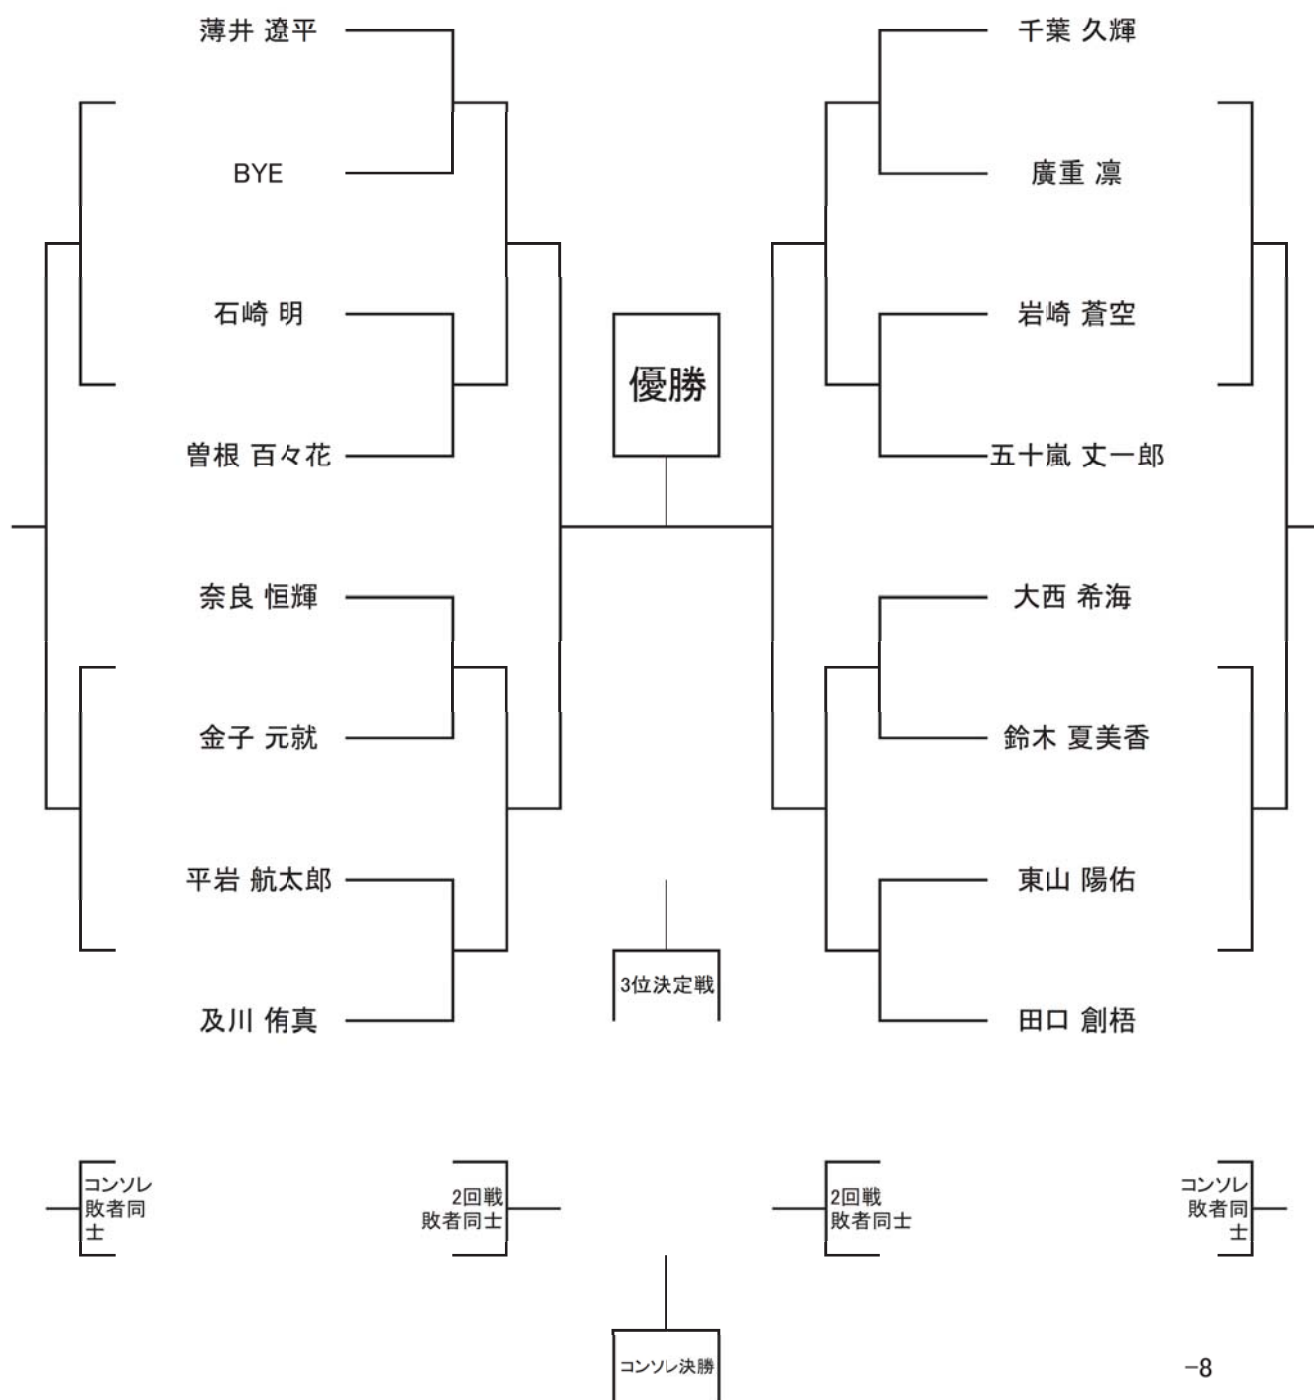 薄井 遼平
BYE
石崎 明
曽根 百々花
奈良 恒輝
金子 元就
平岩 航太郎
及川 侑真
優勝
3位決定戦
千葉 久輝
廣重 凛
岩崎 蒼空
五十嵐 丈一郎
大西 希海
鈴木 夏美香
東山 陽佑
田口 創梧
コンソレ
敗者同
士
2回戦
敗者同士
2回戦
敗者同士
コンソレ
敗者同
士
コンソレ決勝
-8